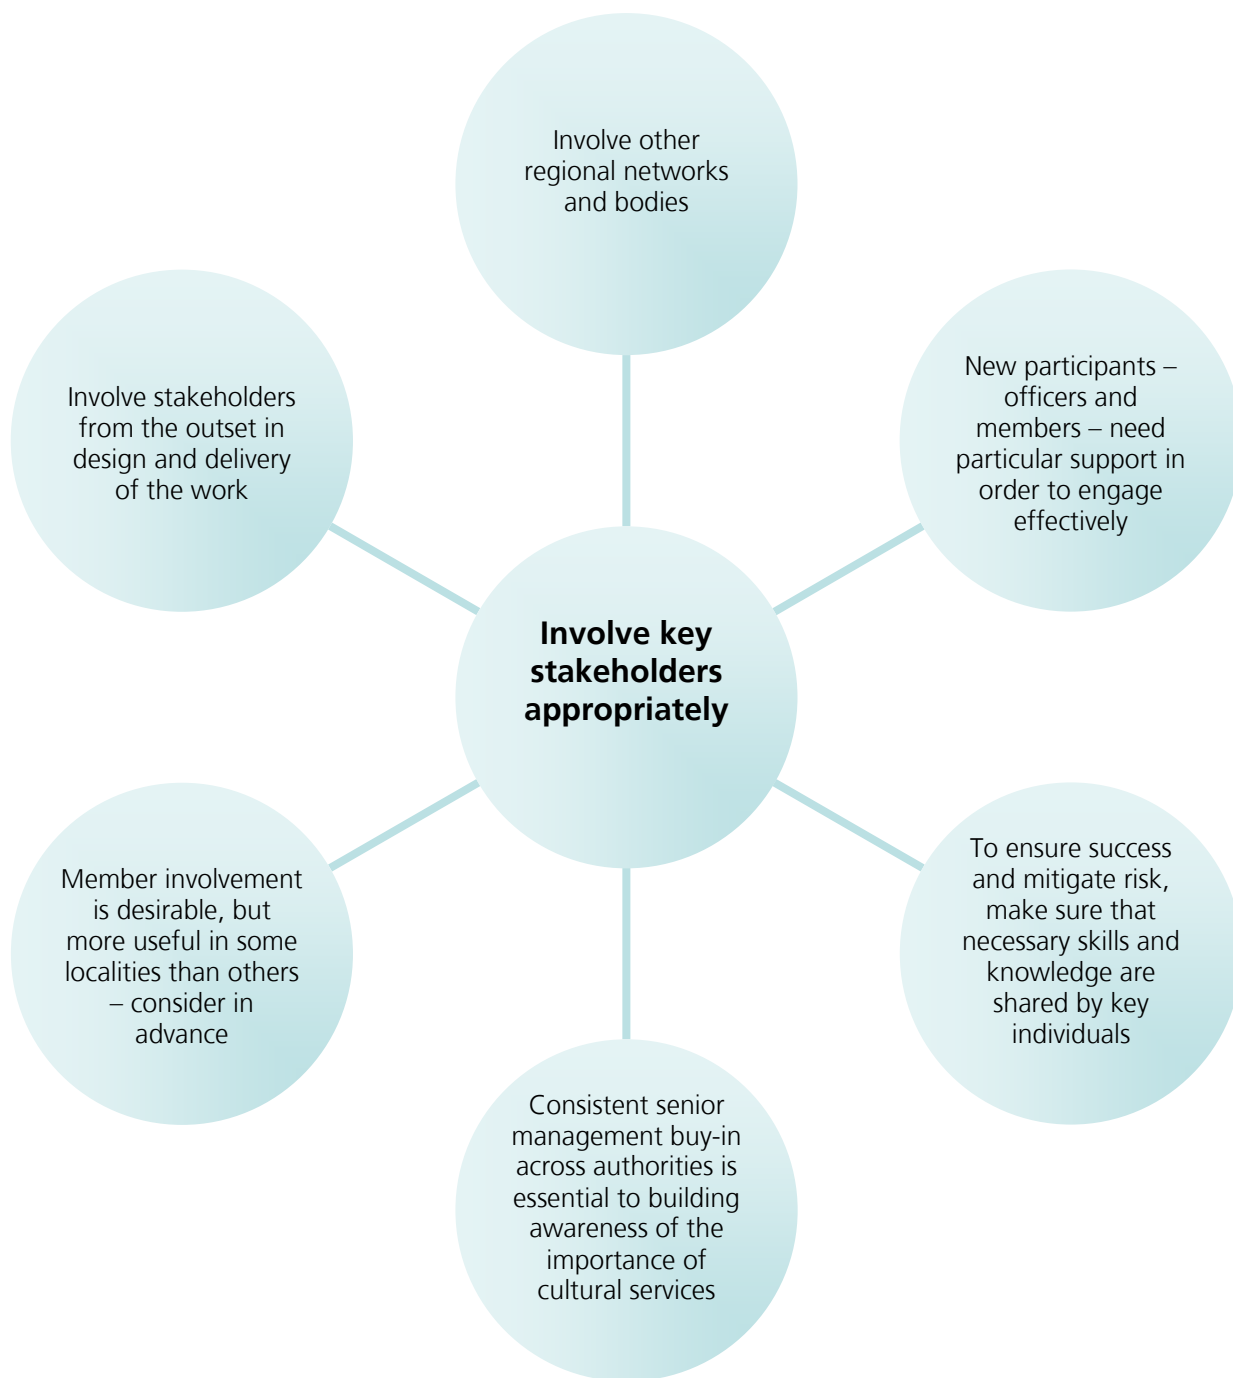 Involve other
regional networks
and bodies
New participants –
officers and
members – need
particular support in
order to engage
effectively
Involve stakeholders
from the outset in
design and delivery
of the work
Involve key
stakeholders
appropriately
To ensure success
and mitigate risk,
make sure that
necessary skills and
knowledge are
shared by key
individuals
Member involvement
is desirable, but
more useful in some
localities than others
– consider in
advance
Consistent senior
management buy-in
across authorities is
essential to building
awareness of the
importance of
cultural services